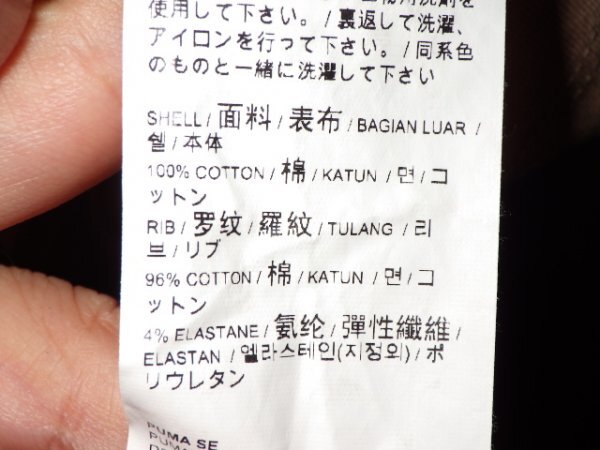 使用して下さい。/裏返して洗濯、
アイロンを行って下さい。/同系色
のものと一緒に洗濯して下さい
SHELL / 面料 / 表布 / BAGIAN LUAR /
쉘 / 本体
100% COTTON / 棉 / KATUN / 면 / コ
ットン
RIB / 罗纹 / 羅紋 / TULANG / 리
브 / リブ
96% COTTON / 棉 / KATUN / 면 / コ
ットン
4% ELASTANE / 氨纶 / 彈性纖維 /
ELASTAN / 엘라스테인(지정외) / ポ
リウレタン
PUMA SE
PUMA